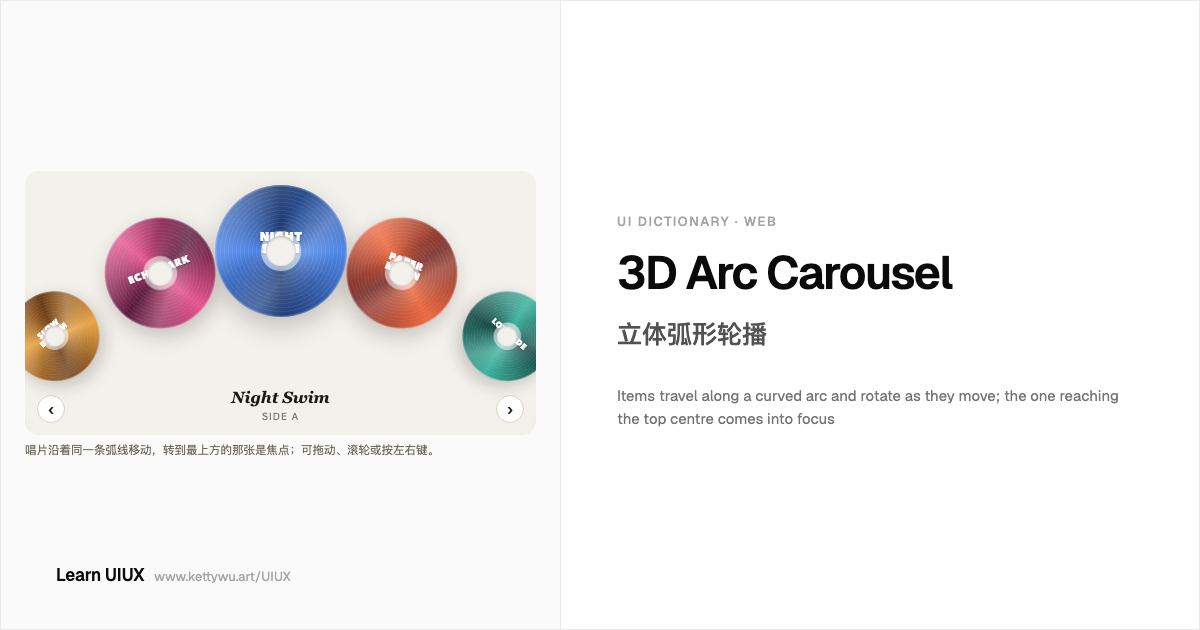 NIGHT
Night Swim
SIDE A
‹
›
唱片沿着同一条弧线移动，转到最上方的那张是焦点；可拖动、滚轮或按左右键。
Learn UIUX www.kettywu.art/UIUX
UI DICTIONARY · WEB
3D Arc Carousel
立体弧形轮播
Items travel along a curved arc and rotate as they move; the one reaching
the top centre comes into focus